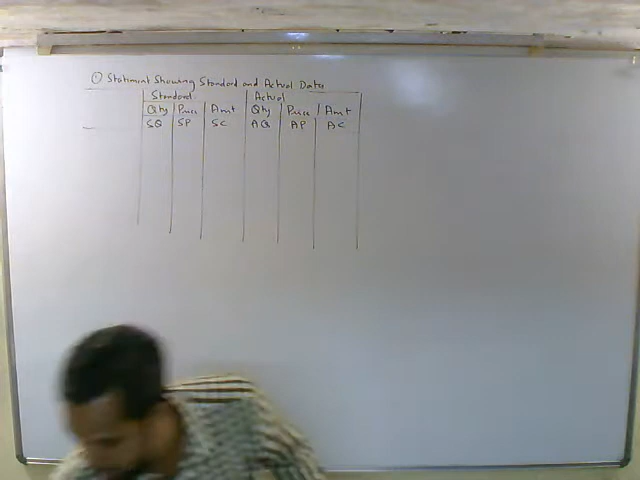 ① Statement Showing Standard and Actual Data
Standard Actual
Qty Price Amt Qty Price Amt
SQ SP SC AQ AP AC